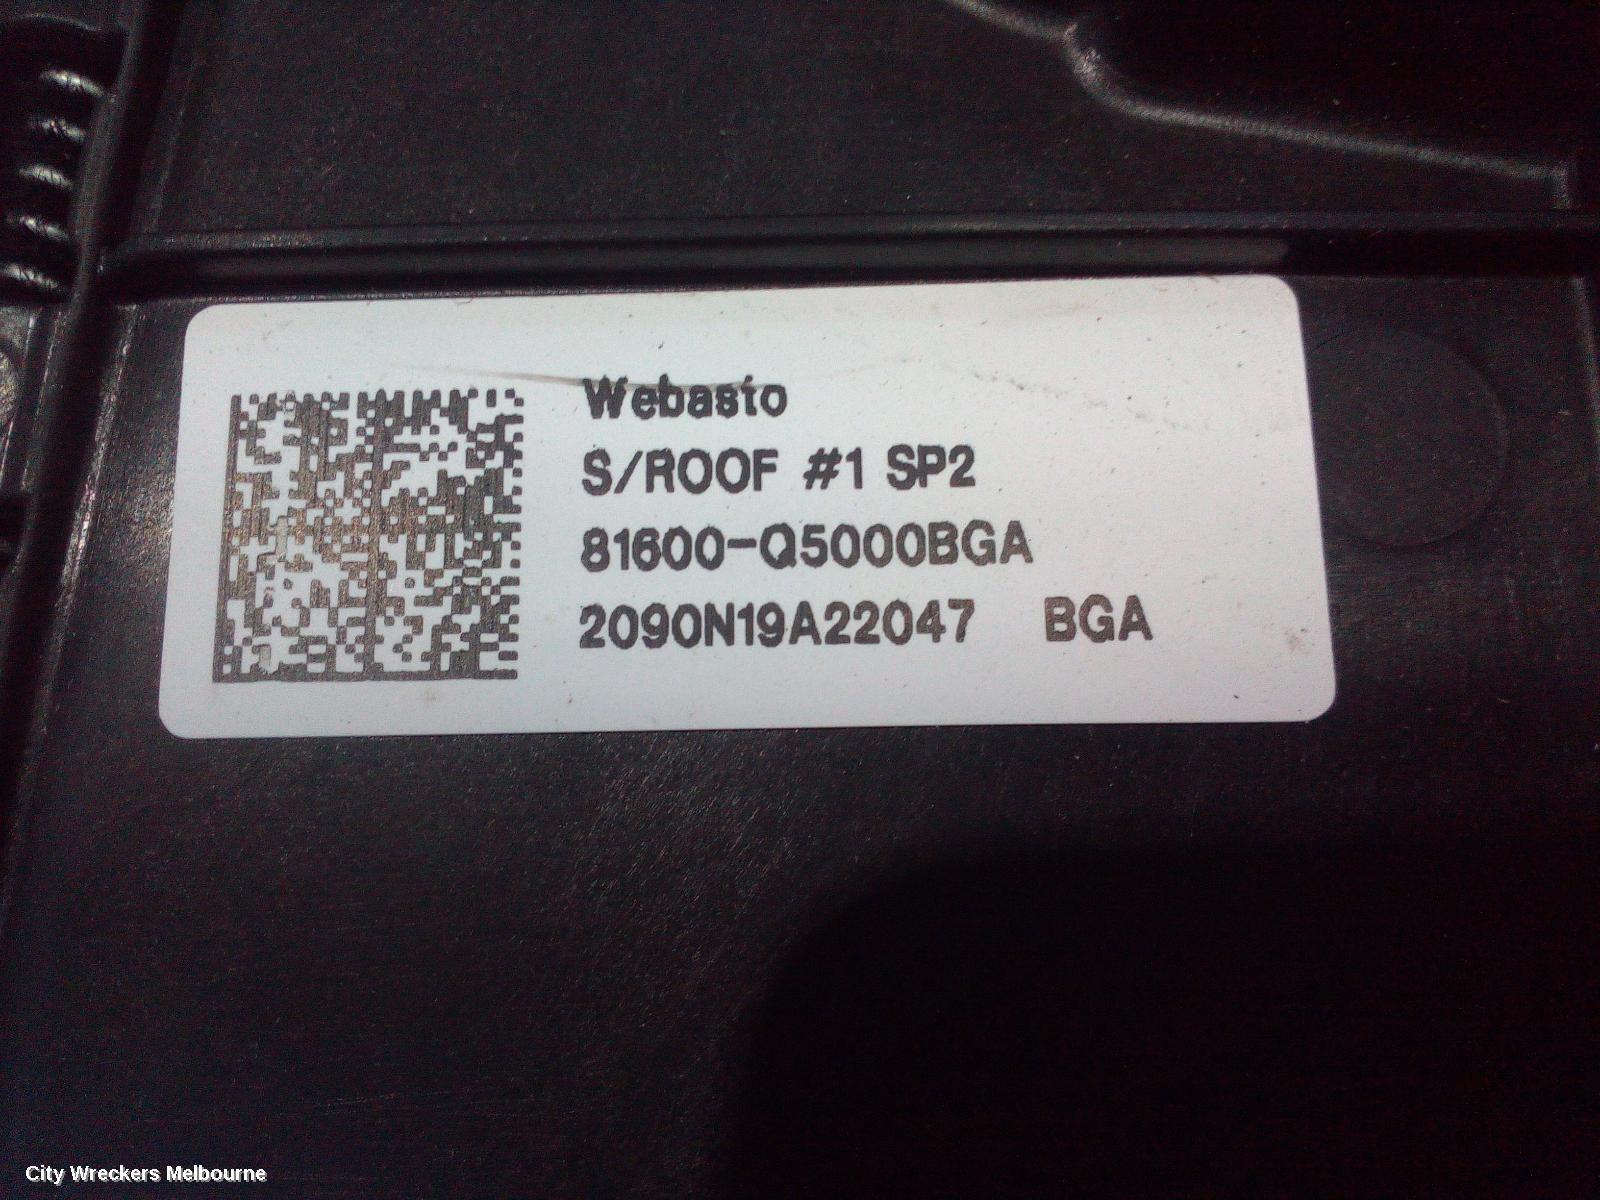 Webasto
S/ROOF #1 SP2
81600-Q5000BGA
2090N19A22047 BGA
City Wreckers Melbourne